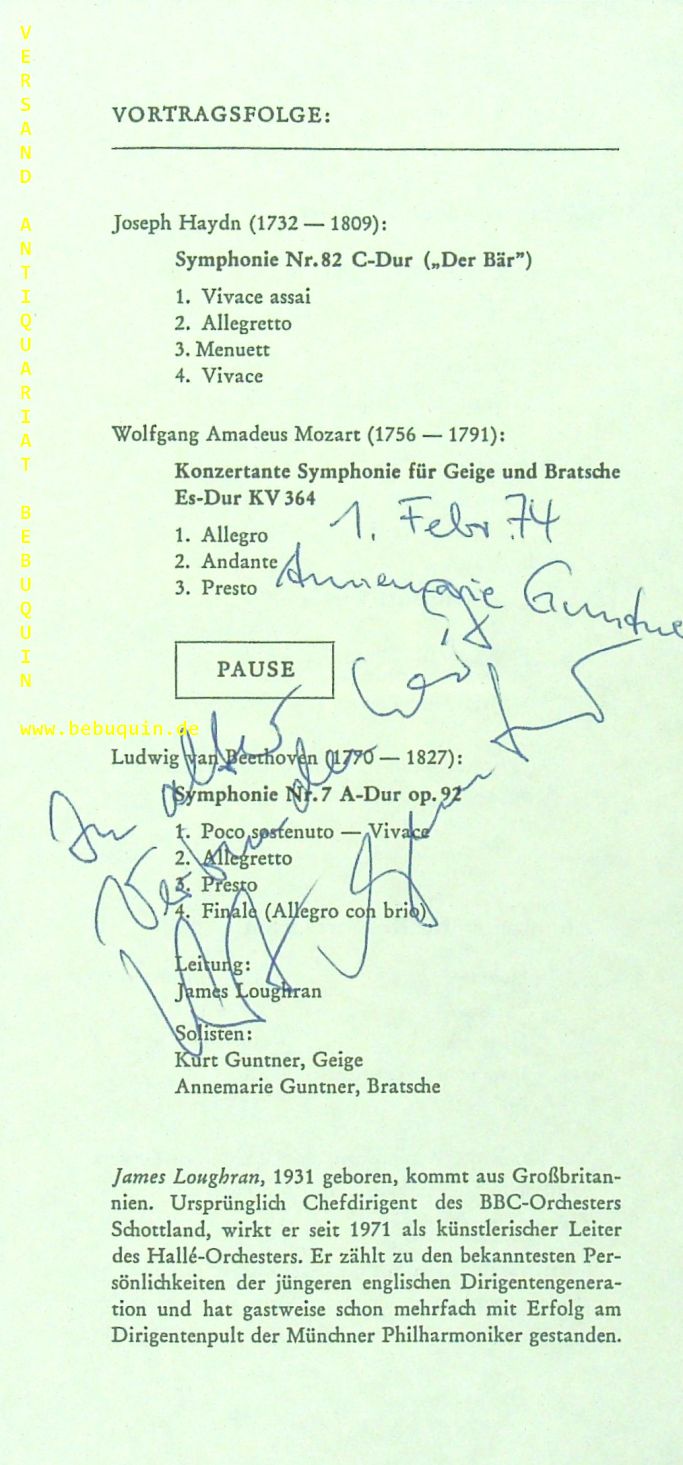 VERSAND ANTIQUARIAT BEBUQUIN
www.bebuquin.de
VORTRAGSFOLGE:
Joseph Haydn (1732 — 1809):
Symphonie Nr. 82 C-Dur („Der Bär”)
1. Vivace assai
2. Allegretto
3. Menuett
4. Vivace
Wolfgang Amadeus Mozart (1756 — 1791):
Konzertante Symphonie für Geige und Bratsche
Es-Dur KV 364
1. Allegro
2. Andante
3. Presto
1. Febr. 74
Annemarie Guntner
PAUSE
Ludwig van Beethoven (1770 — 1827):
Symphonie Nr. 7 A-Dur op. 92
1. Poco sostenuto — Vivace
2. Allegretto
3. Presto
4. Finale (Allegro con brio)
Leitung:
James Loughran
Solisten:
Kurt Guntner, Geige
Annemarie Guntner, Bratsche
James Loughran, 1931 geboren, kommt aus Großbritan-
nien. Ursprünglich Chefdirigent des BBC-Orchesters
Schottland, wirkt er seit 1971 als künstlerischer Leiter
des Hallé-Orchesters. Er zählt zu den bekanntesten Per-
sönlichkeiten der jüngeren englischen Dirigentengenera-
tion und hat gastweise schon mehrfach mit Erfolg am
Dirigentenpult der Münchner Philharmoniker gestanden.